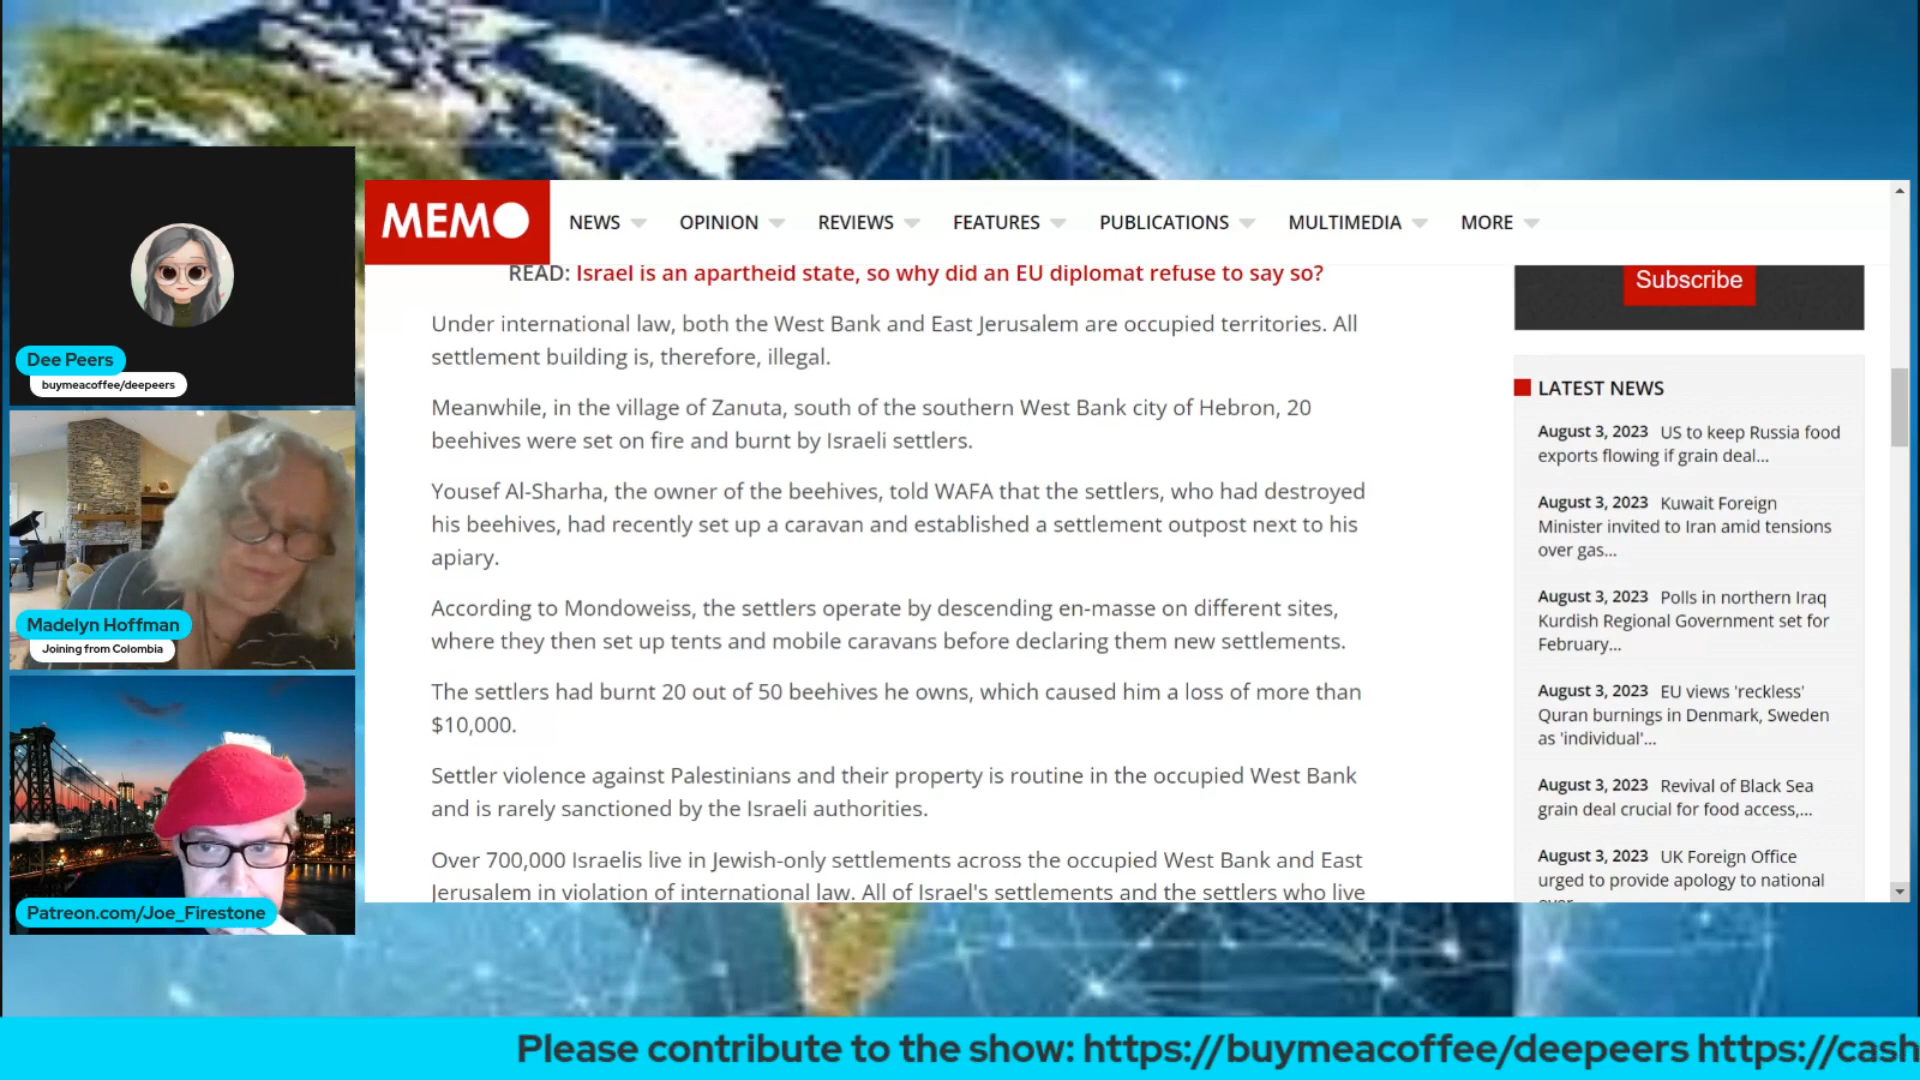 Dee Peers
buymeacoffee/deepeers
Madelyn Hoffman
Joining from Colombia
Patreon.com/Joe_Firestone
MEMO
NEWS OPINION REVIEWS FEATURES PUBLICATIONS MULTIMEDIA MORE
READ: Israel is an apartheid state, so why did an EU diplomat refuse to say so?
Under international law, both the West Bank and East Jerusalem are occupied territories. All
settlement building is, therefore, illegal.
Meanwhile, in the village of Zanuta, south of the southern West Bank city of Hebron, 20
beehives were set on fire and burnt by Israeli settlers.
Yousef Al-Sharha, the owner of the beehives, told WAFA that the settlers, who had destroyed
his beehives, had recently set up a caravan and established a settlement outpost next to his
apiary.
According to Mondoweiss, the settlers operate by descending en-masse on different sites,
where they then set up tents and mobile caravans before declaring them new settlements.
The settlers had burnt 20 out of 50 beehives he owns, which caused him a loss of more than
$10,000.
Settler violence against Palestinians and their property is routine in the occupied West Bank
and is rarely sanctioned by the Israeli authorities.
Over 700,000 Israelis live in Jewish-only settlements across the occupied West Bank and East
Jerusalem in violation of international law. All of Israel's settlements and the settlers who live
Subscribe
LATEST NEWS
August 3, 2023 US to keep Russia food
exports flowing if grain deal...
August 3, 2023 Kuwait Foreign
Minister invited to Iran amid tensions
over gas...
August 3, 2023 Polls in northern Iraq
Kurdish Regional Government set for
February...
August 3, 2023 EU views 'reckless'
Quran burnings in Denmark, Sweden
as 'individual'...
August 3, 2023 Revival of Black Sea
grain deal crucial for food access,...
August 3, 2023 UK Foreign Office
urged to provide apology to national
over...
Please contribute to the show: https://buymeacoffee/deepeers https://cash